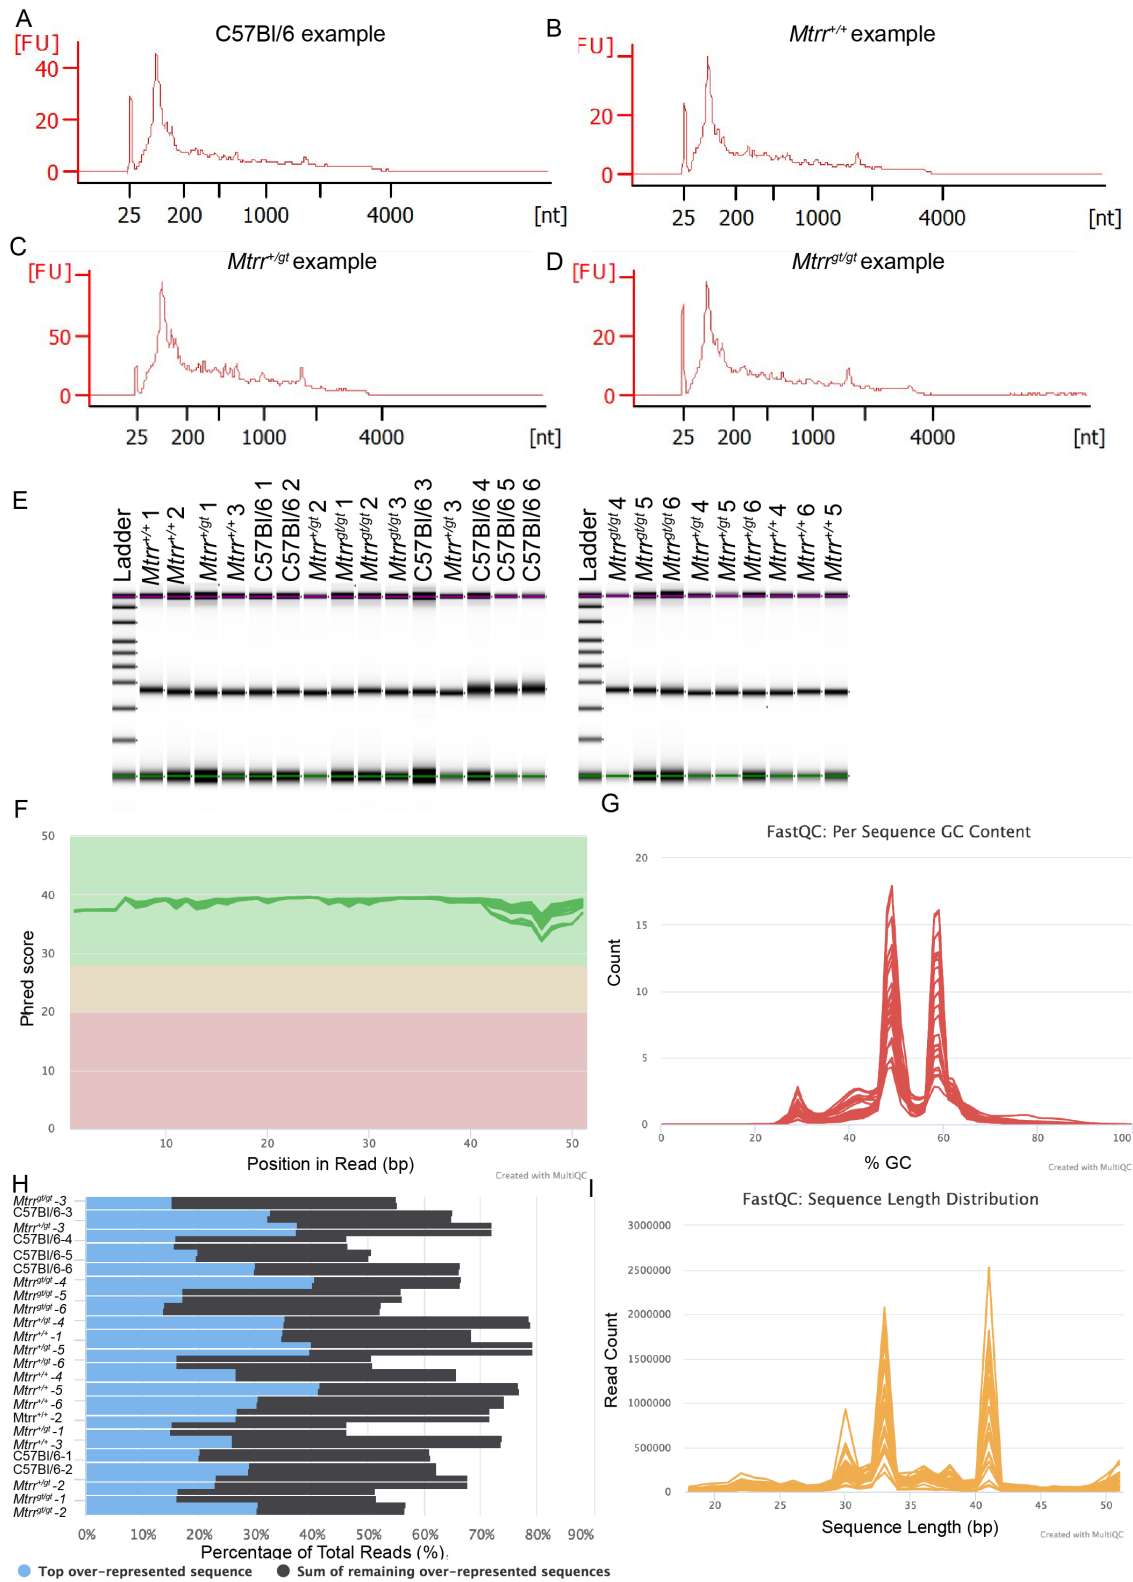 A
C57Bl/6 example
[FU]
40
20
0
25 200 1000 4000 [nt]
B
Mtrr+/+ example
FU]
20
0
25 200 1000 4000 [nt]
C
Mtrr+/gt example
[FU]
50
0
25 200 1000 4000 [nt]
D
Mtrrgt/gt example
[FU]
20
0
25 200 1000 4000 [nt]
E
Ladder
Mtrr+/+ 1
Mtrr+/+ 2
Mtrr+/gt 1
Mtrr+/+ 3
C57Bl/6 1
C57Bl/6 2
Mtrr+/gt 2
Mtrrgt/gt 1
Mtrrgt/gt 2
Mtrrgt/gt 3
C57Bl/6 3
Mtrr+/gt 3
C57Bl/6 4
C57Bl/6 5
C57Bl/6 6
Ladder
Mtrrgt/gt 4
Mtrrgt/gt 5
Mtrrgt/gt 6
Mtrr+/gt 4
Mtrr+/gt 5
Mtrr+/gt 6
Mtrr+/+ 4
Mtrr+/+ 6
Mtrr+/+ 5
F
50
40
30
20
10
0
Phred score
10 20 30 40 50
Position in Read (bp)
Created with MultiQC
G
FastQC: Per Sequence GC Content
20
15
10
5
0
Count
0 20 40 60 80 100
% GC
Created with MultiQC
H
Mtrrgt/gt -3
C57Bl/6-3
Mtrr+/gt -3
C57Bl/6-4
C57Bl/6-5
C57Bl/6-6
Mtrrgt/gt -4
Mtrrgt/gt -5
Mtrrgt/gt -6
Mtrr+/gt -4
Mtrr+/+ -1
Mtrr+/gt -5
Mtrr+/gt -6
Mtrr+/+ -4
Mtrr+/+ -5
Mtrr+/+ -6
Mtrr+/+ -2
Mtrr+/gt -1
Mtrr+/+ -3
C57Bl/6-1
C57Bl/6-2
Mtrr+/gt -2
Mtrrgt/gt -1
Mtrrgt/gt -2
0% 10% 20% 30% 40% 50% 60% 70% 80% 90%
Percentage of Total Reads (%)
Top over-represented sequence
Sum of remaining over-represented sequences
I
FastQC: Sequence Length Distribution
3000000
2500000
2000000
1500000
1000000
500000
0
Read Count
20 25 30 35 40 45 50
Sequence Length (bp)
Created with MultiQC